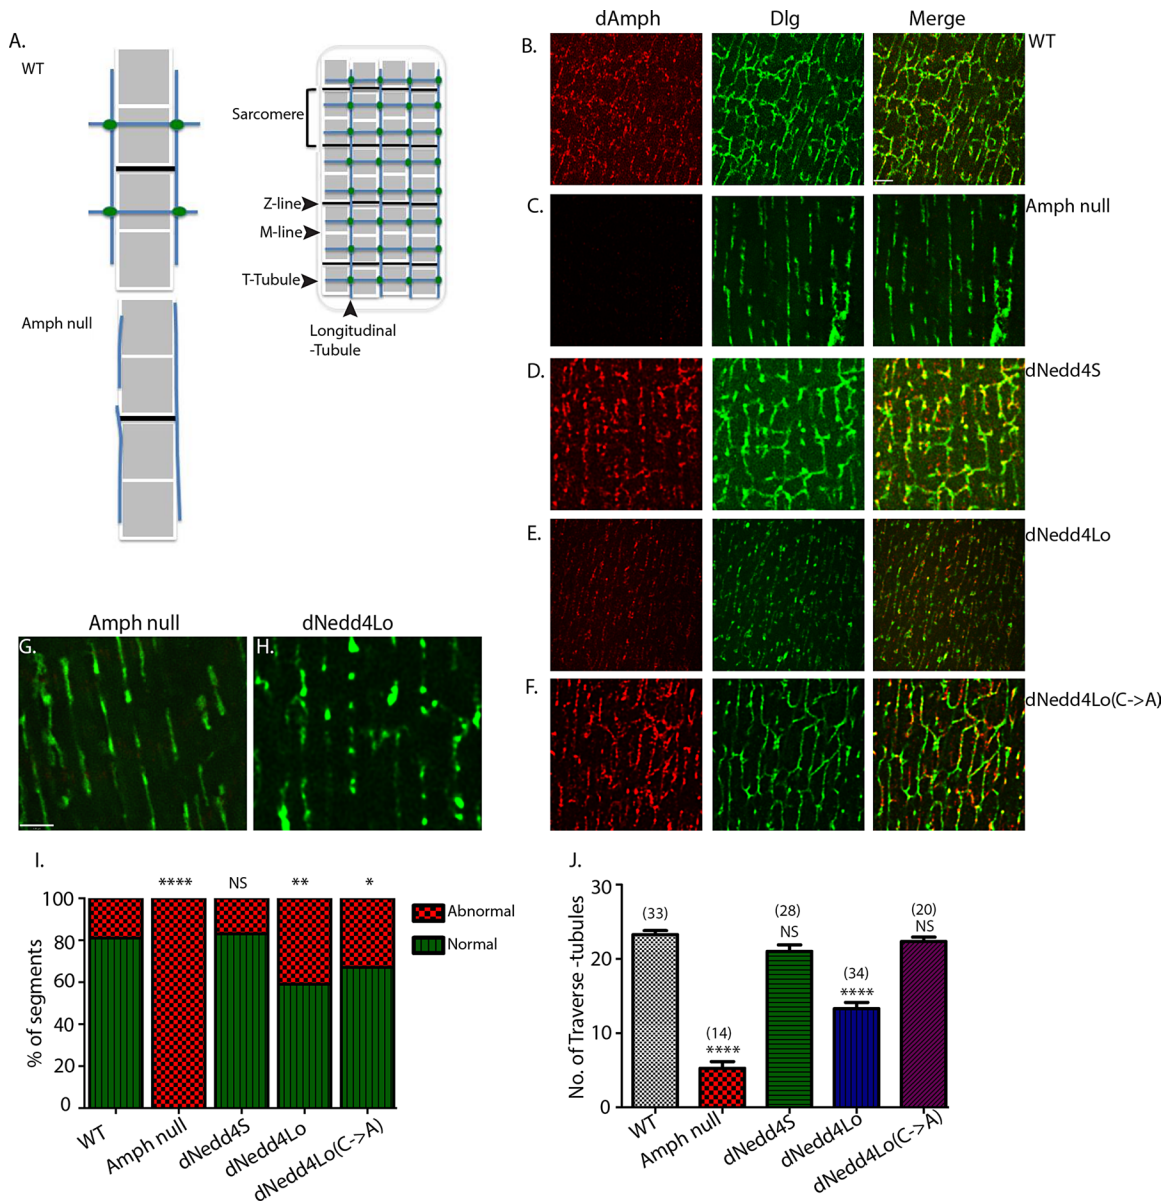 A.
WT
Amph null
Sarcomere
Z-line
M-line
T-Tubule
Longitudinal
-Tubule
dAmph
Dlg
Merge
B.
WT
C.
Amph null
D.
dNedd4S
E.
dNedd4Lo
F.
dNedd4Lo(C->A)
Amph null
dNedd4Lo
G.
H.
I.
% of segments
100
80
60
40
20
0
****
NS
**
*
Abnormal
Normal
WT
Amph null
dNedd4S
dNedd4Lo
dNedd4Lo(C->A)
J.
No. of Traverse -tubules
30
20
10
0
(33)
(14)
****
(28)
NS
(34)
****
(20)
NS
WT
Amph null
dNedd4S
dNedd4Lo
dNedd4Lo(C->A)